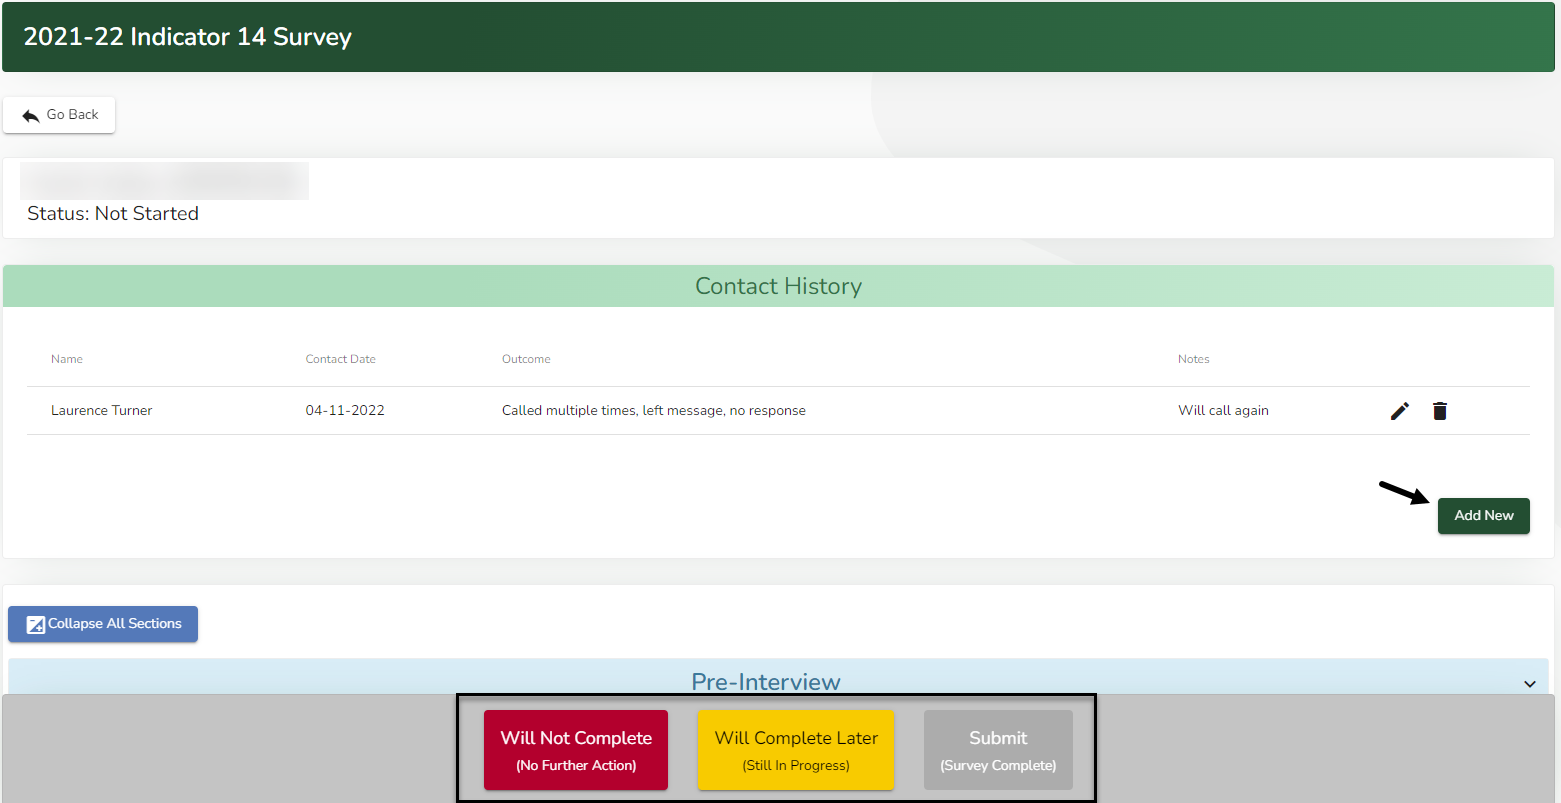 2021-22 Indicator 14 Survey
Go Back
Status: Not Started
Contact History
Name Contact Date Outcome Notes
Laurence Turner 04-11-2022 Called multiple times, left message, no response Will call again
Add New
Collapse All Sections
Pre-Interview
Will Not Complete Will Complete Later Submit
(No Further Action) (Still In Progress) (Survey Complete)